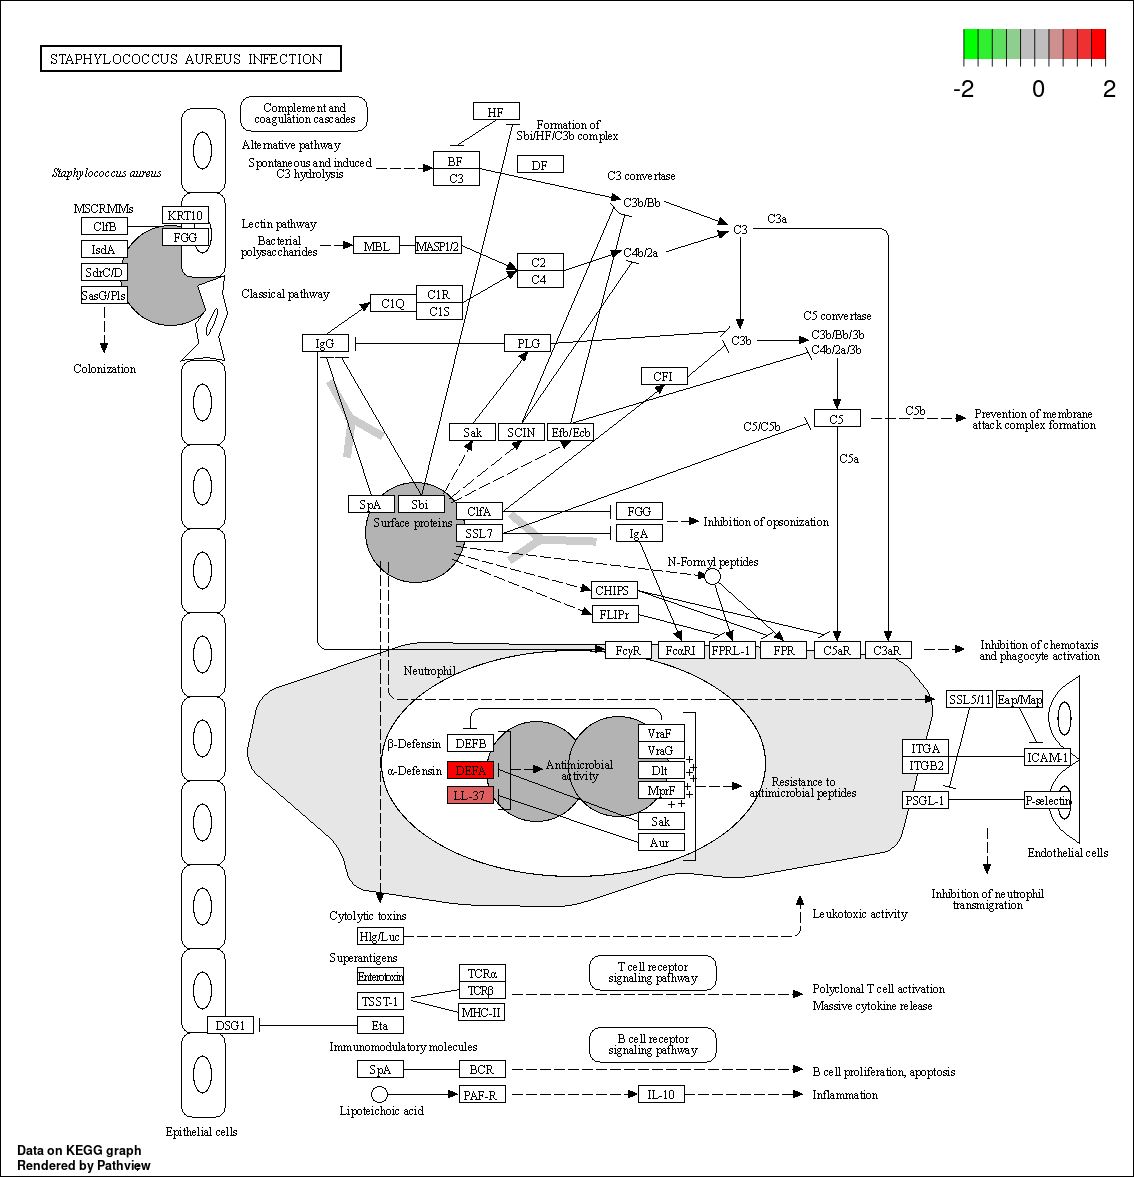 STAPHYLOCOCCUS AUREUS INFECTION
-2 0 2
Complement and
coagulation cascades
HF
Formation of
Sbi/HF/C3b complex
Alternative pathway
Spontaneous and induced
C3 hydrolysis
BF
C3
DF
Staphylococcus aureus
C3 convertase
C3b/Bb
MSCRMMs
KRT10
ClfB
FGG
IsdA
SdrC/D
SasG/Pls
Colonization
Lectin pathway
Bacterial
polysaccharides
MBL
MASP1/2
C2
C4
C4b/2a
C3
C3a
Classical pathway
C1Q
C1R
C1S
IgG
PLG
C3b
C5 convertase
C3b/Bb/3b
C4b/2a/3b
CFI
Sak
SCIN
Efb/Ecb
C5/C5b
C5
C5b
Prevention of membrane
attack complex formation
C5a
SpA
Sbi
Surface proteins
ClfA
SSL7
FGG
IgA
Inhibition of opsonization
N-Formyl peptides
CHIPS
FLIPr
FcγR
FcαRI
FPRL-1
FPR
C5aR
C3aR
Inhibition of chemotaxis
and phagocyte activation
Neutrophil
SSL5/11
Eap/Map
β-Defensin
DEFB
α-Defensin
DEFA
LL-37
Antimicrobial
activity
VraF
VraG
Dlt
MprF
+
+
+
+
+
+ +
Sak
Aur
Resistance to
antimicrobial peptides
ITGA
ITGB2
ICAM-1
PSGL-1
P-selectin
Endothelial cells
Inhibition of neutrophil
transmigration
Cytolytic toxins
Hlg/Luc
Leukotoxic activity
Superantigens
Enterotoxin
TSST-1
Eta
DSG1
TCRα
TCRβ
MHC-II
T cell receptor
signaling pathway
Polyclonal T cell activation
Massive cytokine release
B cell receptor
signaling pathway
Immunomodulatory molecules
SpA
BCR
B cell proliferation, apoptosis
Lipoteichoic acid
PAF-R
IL-10
Inflammation
Epithelial cells
Data on KEGG graph
Rendered by Pathview